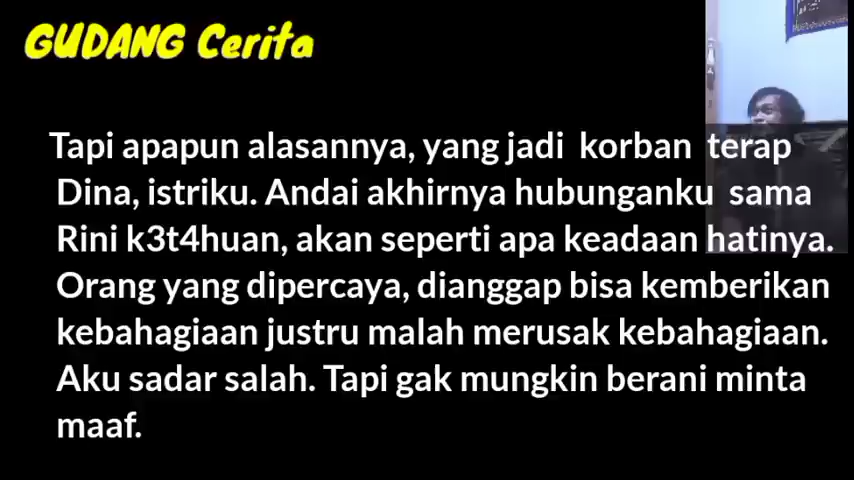 GUDANG Cerita
Tapi apapun alasannya, yang jadi korban terap
Dina, istriku. Andai akhirnya hubunganku sama
Rini k3t4huan, akan seperti apa keadaan hatinya.
Orang yang dipercaya, dianggap bisa kemberikan
kebahagiaan justru malah merusak kebahagiaan.
Aku sadar salah. Tapi gak mungkin berani minta
maaf.